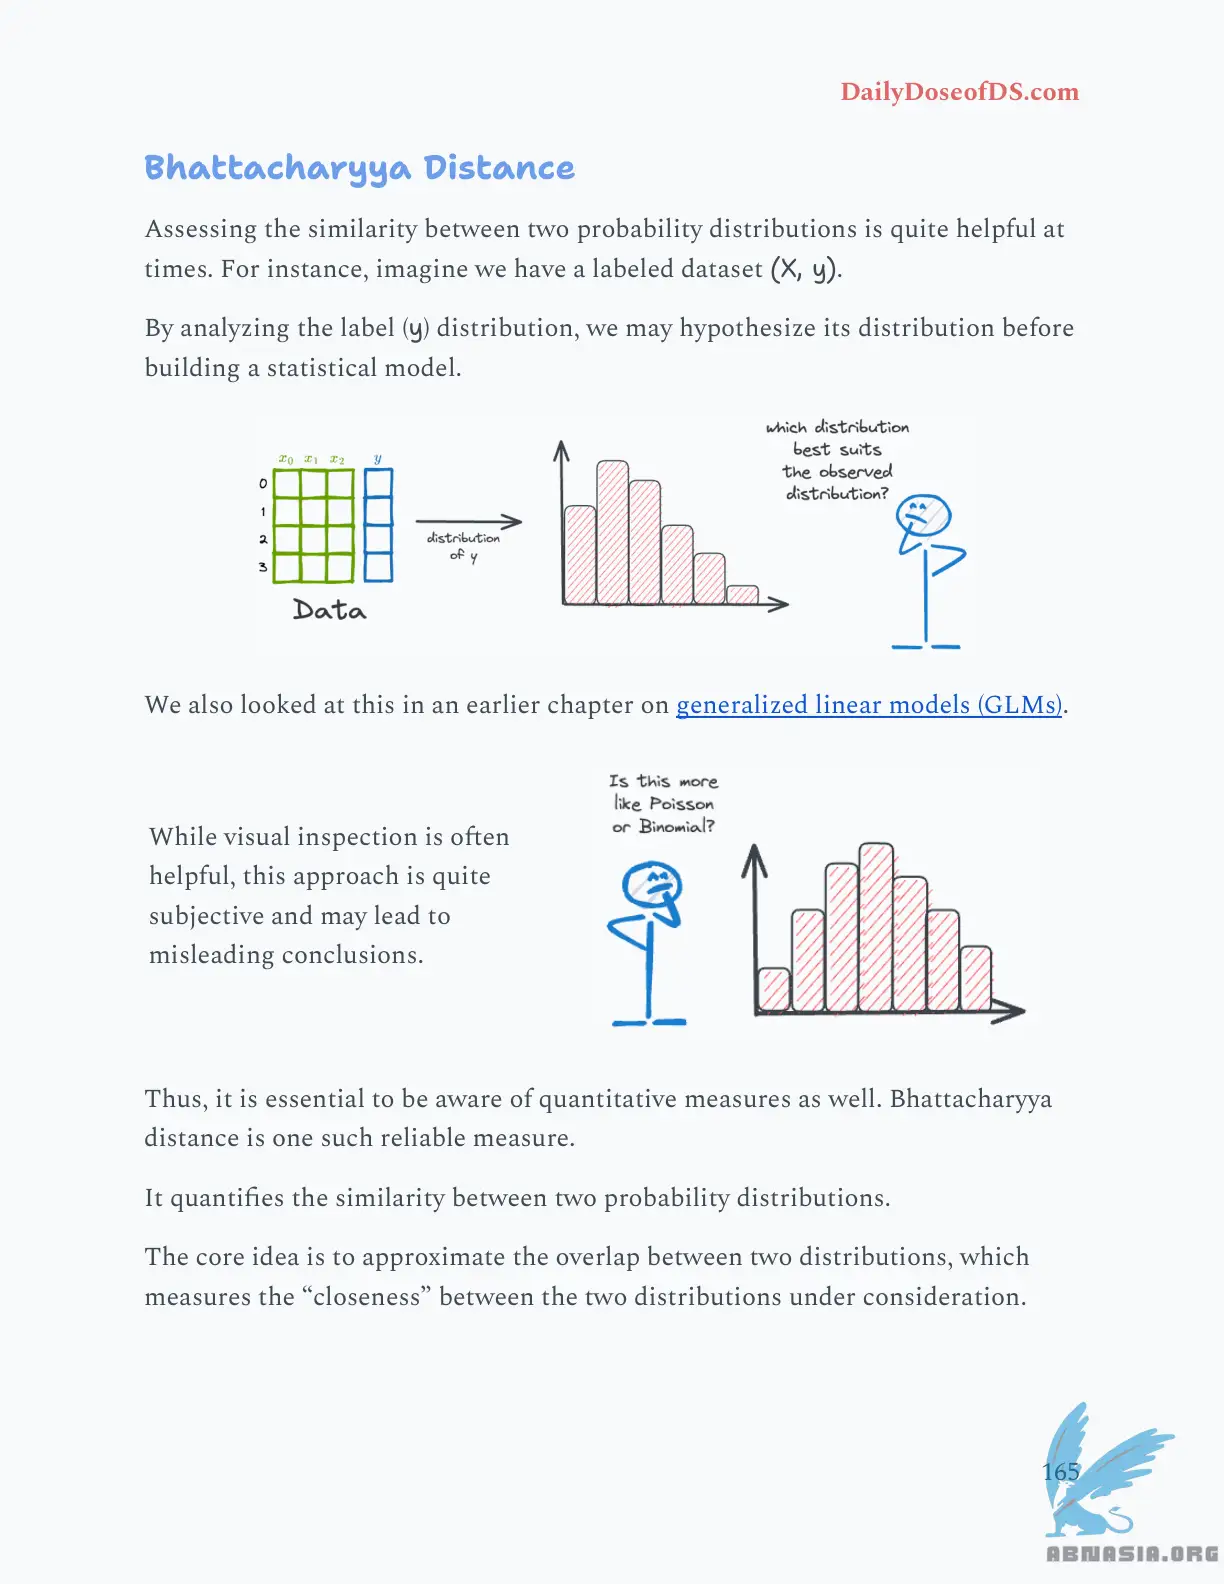 DailyDoseofDS.com
Bhattacharyya Distance
Assessing the similarity between two probability distributions is quite helpful at
times. For instance, imagine we have a labeled dataset (X, y).
By analyzing the label (y) distribution, we may hypothesize its distribution before
building a statistical model.
x0 x1 x2 y
0
1
2
3
Data
distribution
of y
which distribution
best suits
the observed
distribution?
We also looked at this in an earlier chapter on generalized linear models (GLMs).
While visual inspection is often
helpful, this approach is quite
subjective and may lead to
misleading conclusions.
Is this more
like Poisson
or Binomial?
Thus, it is essential to be aware of quantitative measures as well. Bhattacharyya
distance is one such reliable measure.
It quantifies the similarity between two probability distributions.
The core idea is to approximate the overlap between two distributions, which
measures the “closeness” between the two distributions under consideration.
165
ABNASIA.ORG